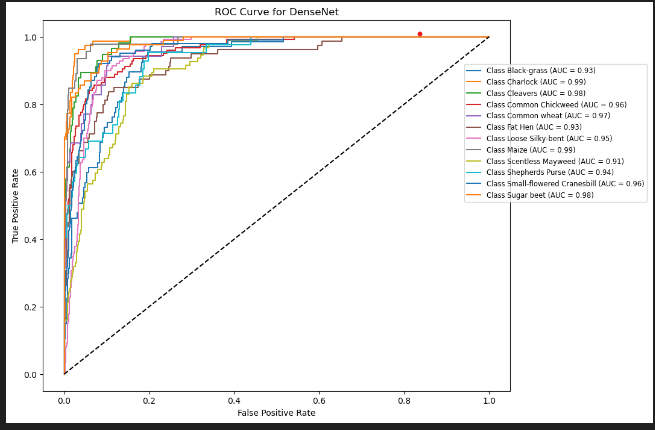 ROC Curve for DenseNet
1.0
0.8
0.6
0.4
0.2
0.0
True Positive Rate
0.0 0.2 0.4 0.6 0.8 1.0
False Positive Rate
Class Black-grass (AUC = 0.93)
Class Charlock (AUC = 0.99)
Class Cleavers (AUC = 0.98)
Class Common Chickweed (AUC = 0.96)
Class Common wheat (AUC = 0.97)
Class Fat Hen (AUC = 0.93)
Class Loose Silky-bent (AUC = 0.95)
Class Maize (AUC = 0.99)
Class Scentless Mayweed (AUC = 0.91)
Class Shepherds Purse (AUC = 0.94)
Class Small-flowered Cranesbill (AUC = 0.96)
Class Sugar beet (AUC = 0.98)